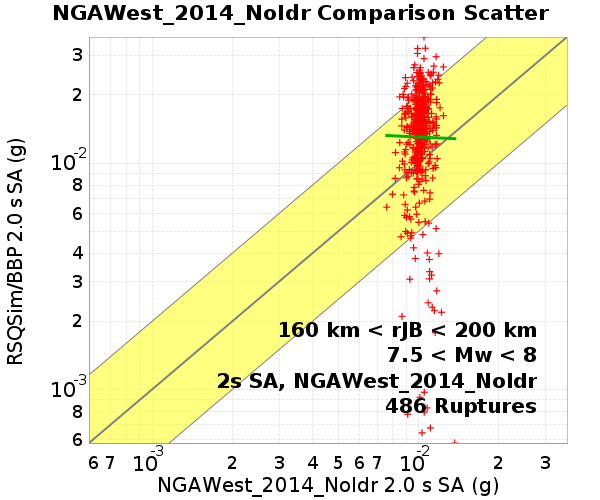 NGAWest_2014_NoIdr Comparison Scatter
RSQSim/BBP 2.0 s SA (g)
3
2
10-2
8
6
4
3
2
10-3
8
6
160 km < rJB < 200 km
7.5 < Mw < 8
2s SA, NGAWest_2014_NoIdr
486 Ruptures
6 7 10-3 2 3 4 5 6 7 10-2 2 3
NGAWest_2014_NoIdr 2.0 s SA (g)